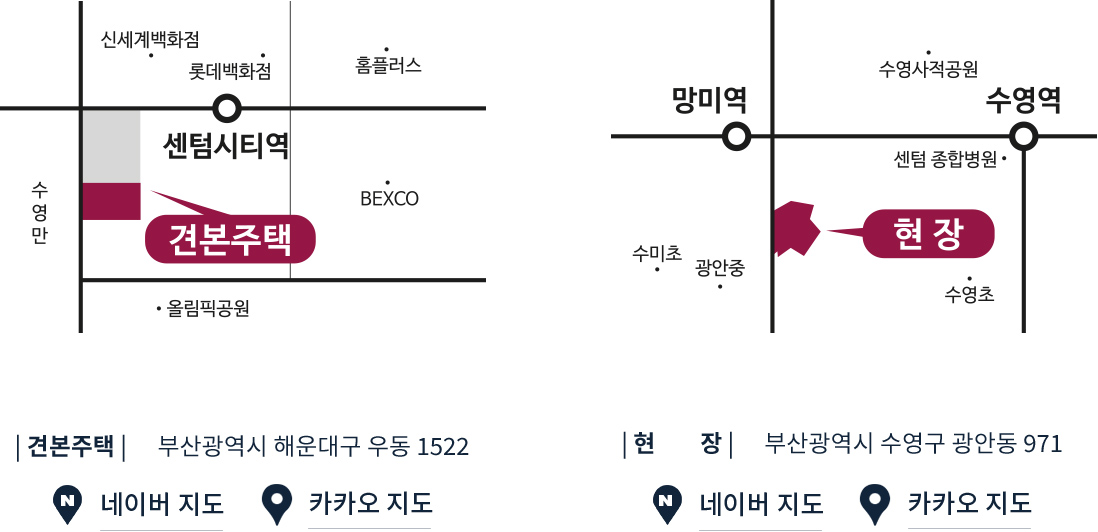 신세계백화점
롯데백화점
홈플러스
센텀시티역
수영만
BEXCO
견본주택
올림픽공원
수영사적공원
망미역
수영역
센텀 종합병원
현 장
수미초
광안중
수영초
| 견본주택 | 부산광역시 해운대구 우동 1522
N 네이버 지도
카카오 지도
| 현 장 | 부산광역시 수영구 광안동 971
N 네이버 지도
카카오 지도